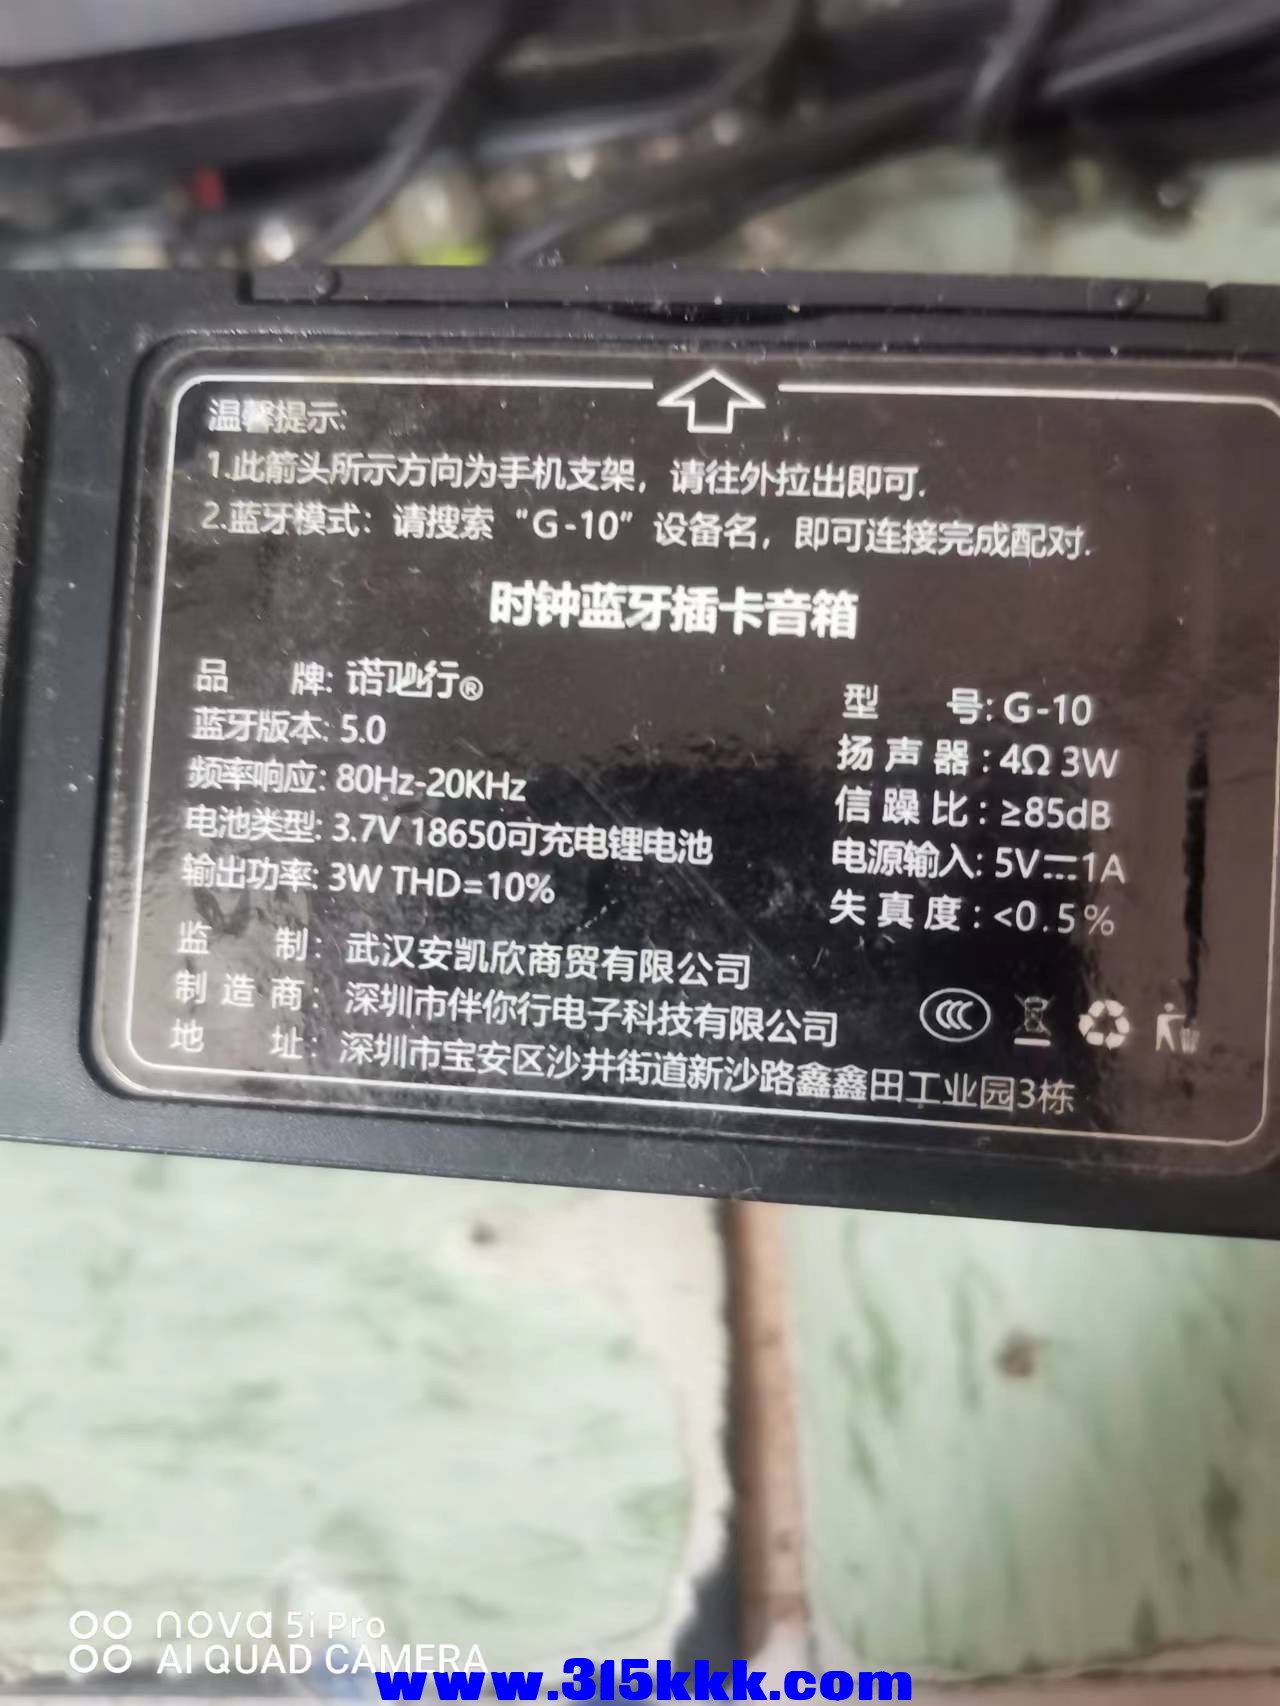 温馨提示:
1.此箭头所示方向为手机支架，请往外拉出即可.
2.蓝牙模式：请搜索“G-10”设备名，即可连接完成配对.
时钟蓝牙插卡音箱
品 牌: 诺吧行®
型 号: G-10
蓝牙版本: 5.0
扬声器: 4Ω 3W
频率响应: 80Hz-20KHz
信躁比: ≥85dB
电池类型: 3.7V 18650可充电锂电池
电源输入: 5V⎓1A
输出功率: 3W THD=10%
失真度: <0.5%
监 制: 武汉安凯欣商贸有限公司
制造商: 深圳市伴你行电子科技有限公司
地 址: 深圳市宝安区沙井街道新沙路鑫鑫田工业园3栋
nova 5i Pro
AI QUAD CAMERA
www.315kkk.com